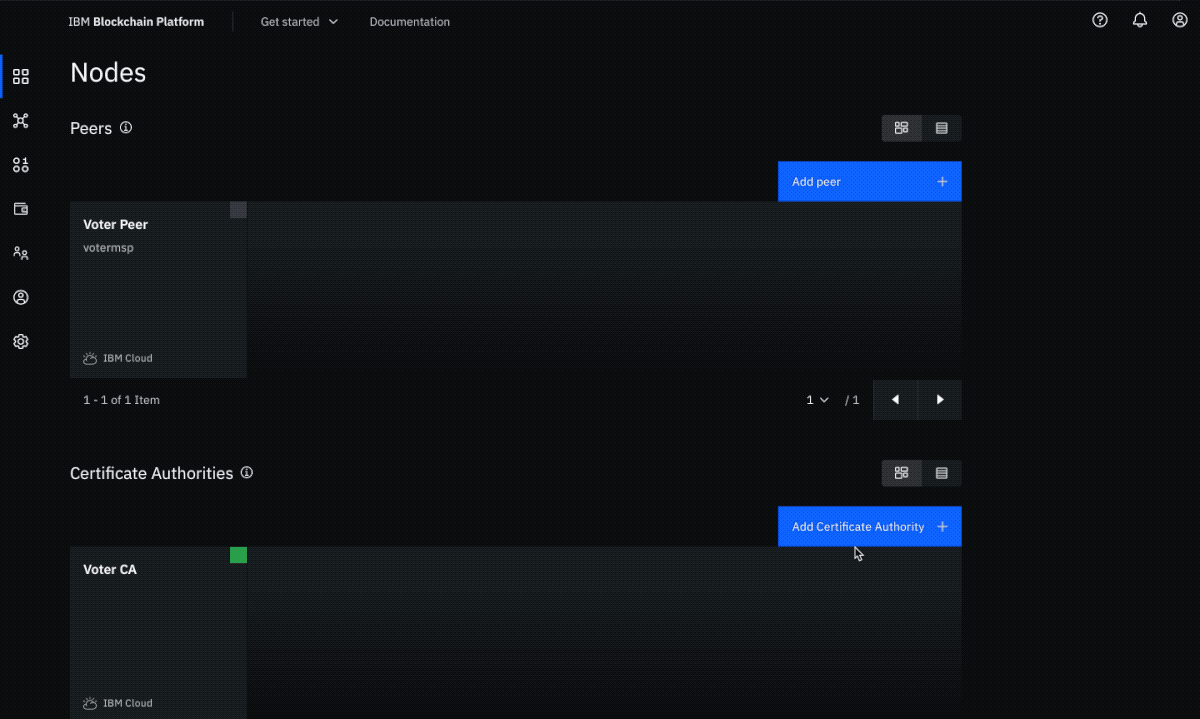 IBM Blockchain Platform
Get started
Documentation
Nodes
Peers
Add peer
Voter Peer
votermsp
IBM Cloud
1 - 1 of 1 Item
1
/ 1
Certificate Authorities
Add Certificate Authority
Voter CA
IBM Cloud